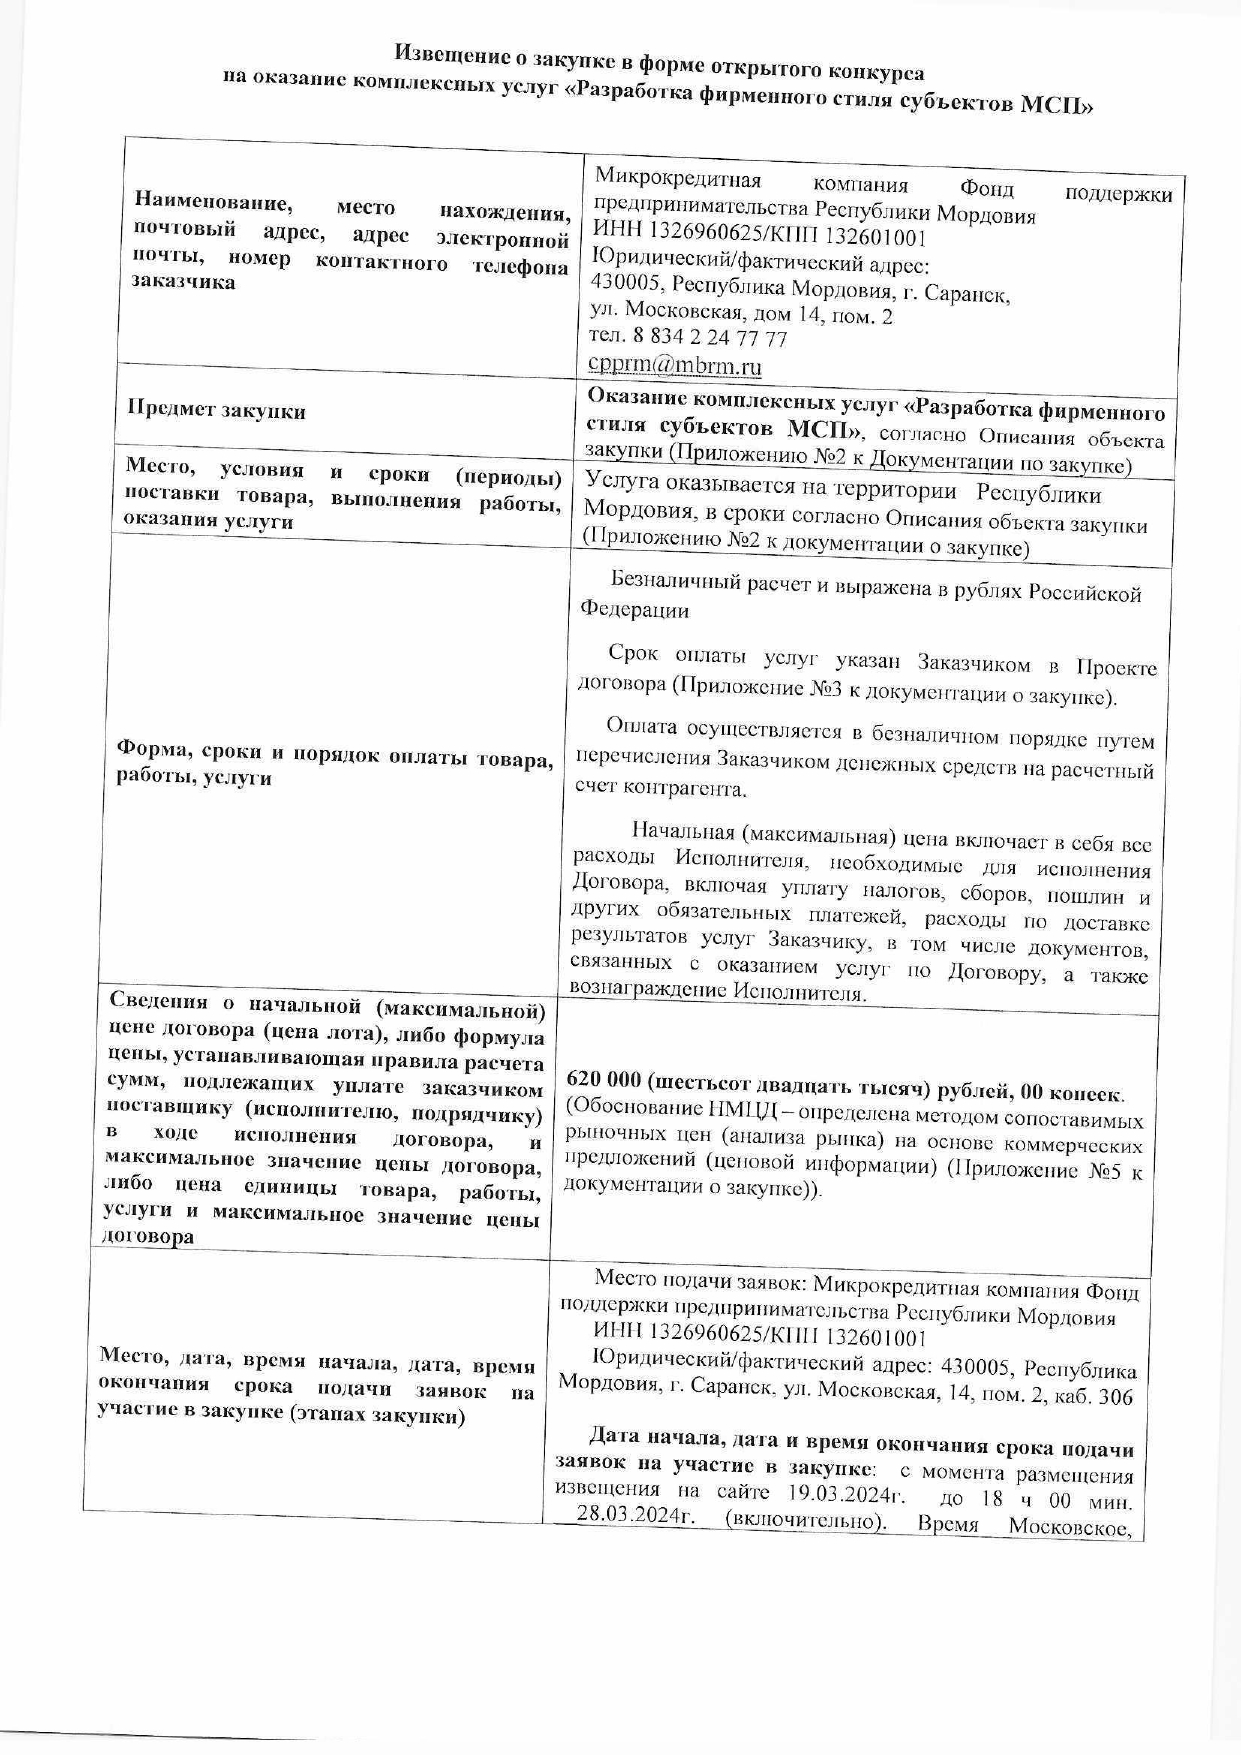 Извещение о закупке в форме открытого конкурса
на оказание комплексных услуг «Разработка фирменного стиля субъектов МСП»
Наименование, место нахождения,
почтовый адрес, адрес электронной
почты, номер контактного телефона
заказчика
Микрокредитная компания Фонд поддержки
предпринимательства Республики Мордовия
ИНН 1326960625/КПП 132601001
Юридический/фактический адрес:
430005, Республика Мордовия, г. Саранск,
ул. Московская, дом 14, пом. 2
тел. 8 834 2 24 77 77
cpprm@mbrm.ru
Предмет закупки
Оказание комплексных услуг «Разработка фирменного
стиля субъектов МСП», согласно Описания объекта
закупки (Приложению №2 к Документации по закупке)
Место, условия и сроки (периоды)
поставки товара, выполнения работы,
оказания услуги
Услуга оказывается на территории Республики
Мордовия, в сроки согласно Описания объекта закупки
(Приложению №2 к документации о закупке)
Форма, сроки и порядок оплаты товара,
работы, услуги
Безналичный расчет и выражена в рублях Российской
Федерации
Срок оплаты услуг указан Заказчиком в Проекте
договора (Приложение №3 к документации о закупке).
Оплата осуществляется в безналичном порядке путем
перечисления Заказчиком денежных средств на расчетный
счет контрагента.
Начальная (максимальная) цена включает в себя все
расходы Исполнителя, необходимые для исполнения
Договора, включая уплату налогов, сборов, пошлин и
других обязательных платежей, расходы по доставке
результатов услуг Заказчику, в том числе документов,
связанных с оказанием услуг по Договору, а также
вознаграждение Исполнителя.
Сведения о начальной (максимальной)
цене договора (цена лота), либо формула
цены, устанавливающая правила расчета
сумм, подлежащих уплате заказчиком
поставщику (исполнителю, подрядчику)
в ходе исполнения договора, и
максимальное значение цены договора,
либо цена единицы товара, работы,
услуги и максимальное значение цены
договора
620 000 (шестьсот двадцать тысяч) рублей, 00 копеек.
(Обоснование НМЦД – определена методом сопоставимых
рыночных цен (анализа рынка) на основе коммерческих
предложений (ценовой информации) (Приложение №5 к
документации о закупке)).
Место, дата, время начала, дата, время
окончания срока подачи заявок на
участие в закупке (этапах закупки)
Место подачи заявок: Микрокредитная компания Фонд
поддержки предпринимательства Республики Мордовия
ИНН 1326960625/КПП 132601001
Юридический/фактический адрес: 430005, Республика
Мордовия, г. Саранск, ул. Московская, 14, пом. 2, каб. 306
Дата начала, дата и время окончания срока подачи
заявок на участие в закупке: с момента размещения
извещения на сайте 19.03.2024г. до 18 ч 00 мин.
28.03.2024г. (включительно). Время Московское,